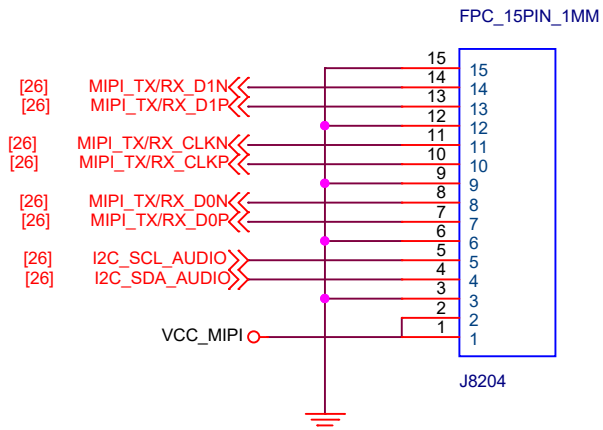 FPC_15PIN_1MM
15 15
[26] MIPI_TX/RX_D1N 14 14
[26] MIPI_TX/RX_D1P 13 13
12 12
[26] MIPI_TX/RX_CLKN 11 11
[26] MIPI_TX/RX_CLKP 10 10
9 9
[26] MIPI_TX/RX_D0N 8 8
[26] MIPI_TX/RX_D0P 7 7
6 6
[26] I2C_SCL_AUDIO 5 5
[26] I2C_SDA_AUDIO 4 4
3 3
2 2
VCC_MIPI 1 1
J8204